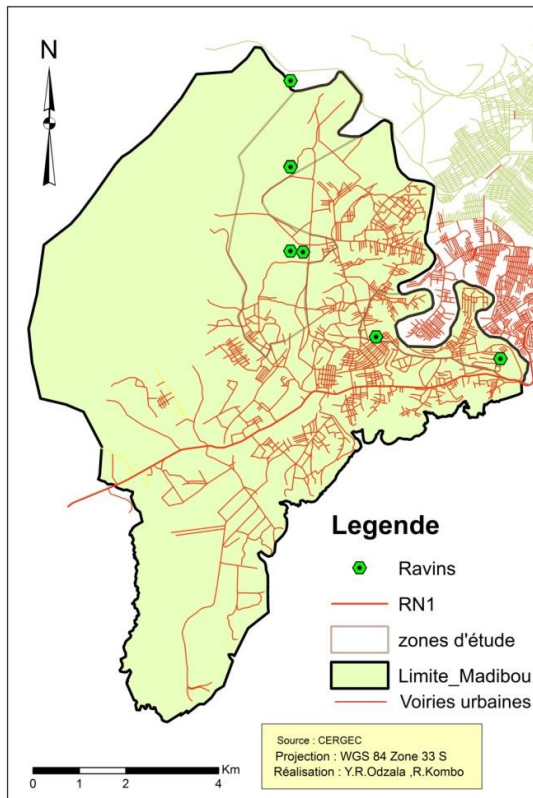 N
Legende
Ravins
RN1
zones d'étude
Limite_Madibou
Voiries urbaines
Source : CERGEC
Projection : WGS 84 Zone 33 S
Réalisation : Y.R.Odzala ,R.Kombo
Km
0 1 2 4